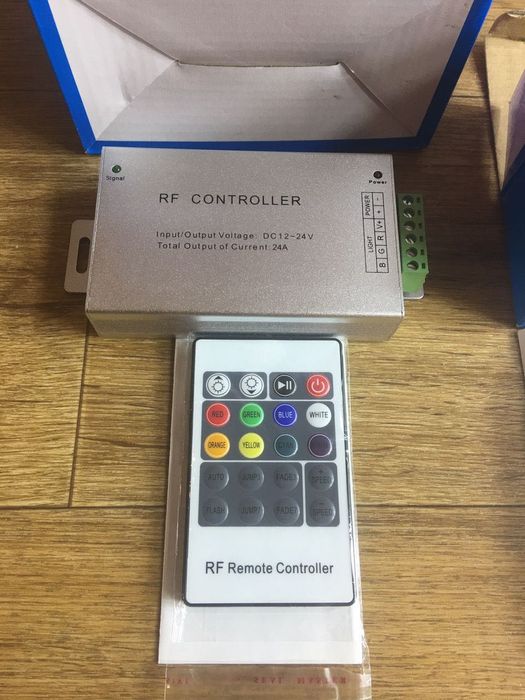 Signal
Power
RF CONTROLLER
Input/Output Voltage: DC12~24V
Total Output of Current:24A
POWER
- +
LIGHT
V+ R G B
RED GREEN BLUE WHITE
ORANGE YELLOW CYAN
AUTO JUMP3 FADE3 + SPEED
FLASH JUMP7 FADE7 - SPEED
RF Remote Controller